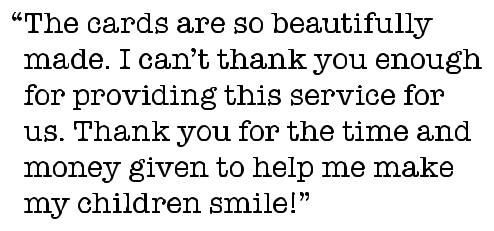 “The cards are so beautifully
made. I can’t thank you enough
for providing this service for
us. Thank you for the time and
money given to help me make
my children smile!”